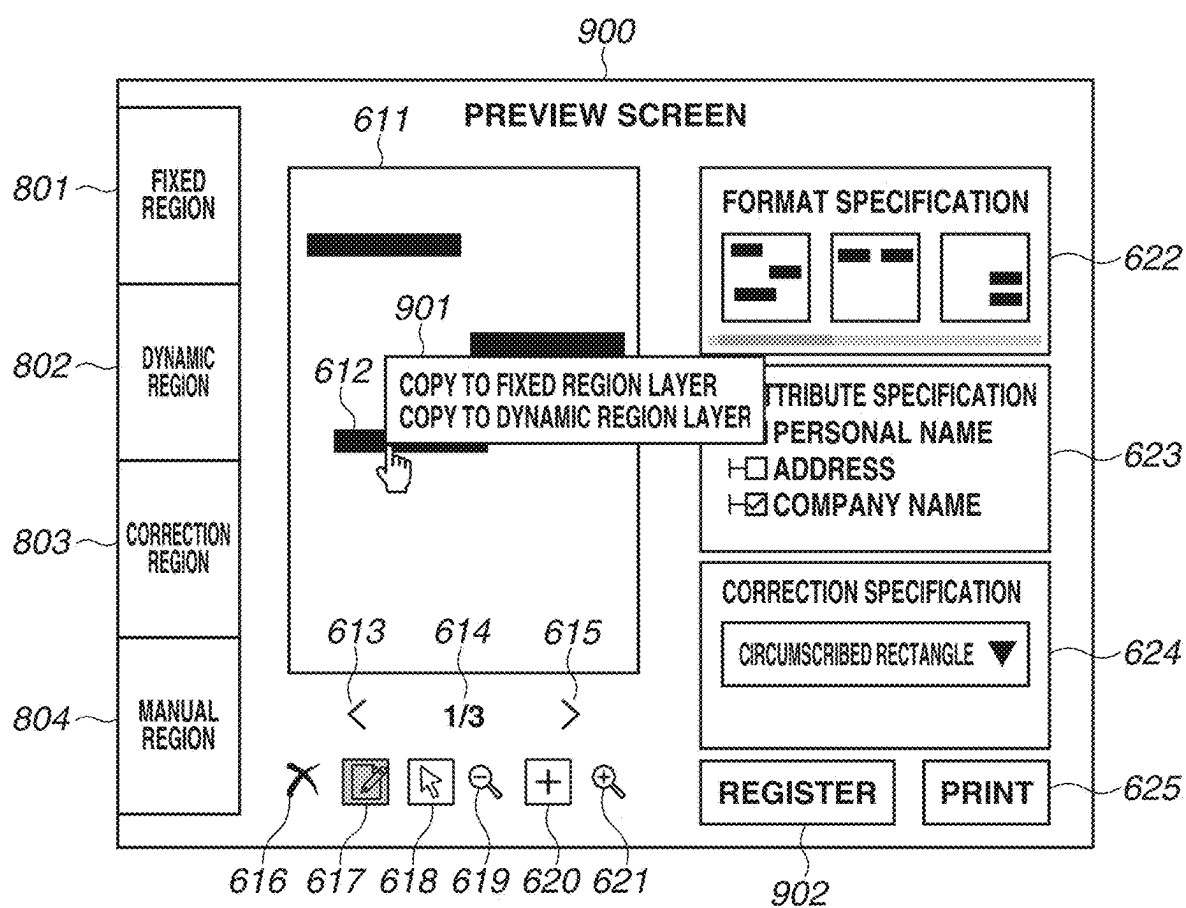 900
PREVIEW SCREEN
611
801
FIXED
REGION
FORMAT SPECIFICATION
622
901
802
DYNAMIC
REGION
612
COPY TO FIXED REGION LAYER
COPY TO DYNAMIC REGION LAYER
TTRIBUTE SPECIFICATION
PERSONAL NAME
ADDRESS
COMPANY NAME
623
803
CORRECTION
REGION
CORRECTION SPECIFICATION
CIRCUMSCRIBED RECTANGLE
624
613
614
615
804
MANUAL
REGION
< 1/3 >
REGISTER
PRINT
625
616
617
618
619
620
621
902